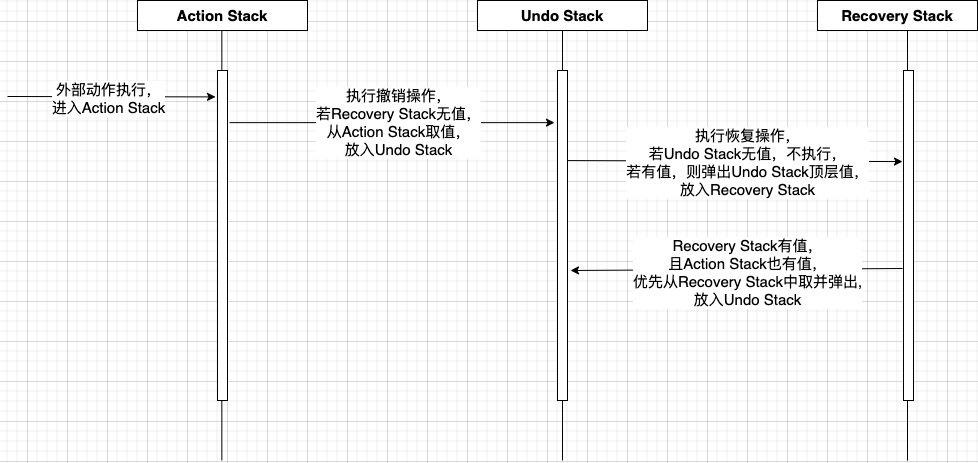 Action Stack
Undo Stack
Recovery Stack
外部动作执行，
进入Action Stack
执行撤销操作，
若Recovery Stack无值，
从Action Stack取值，
放入Undo Stack
执行恢复操作，
若Undo Stack无值，不执行，
若有值，则弹出Undo Stack顶层值，
放入Recovery Stack
Recovery Stack有值，
且Action Stack也有值，
优先从Recovery Stack中取并弹出，
放入Undo Stack